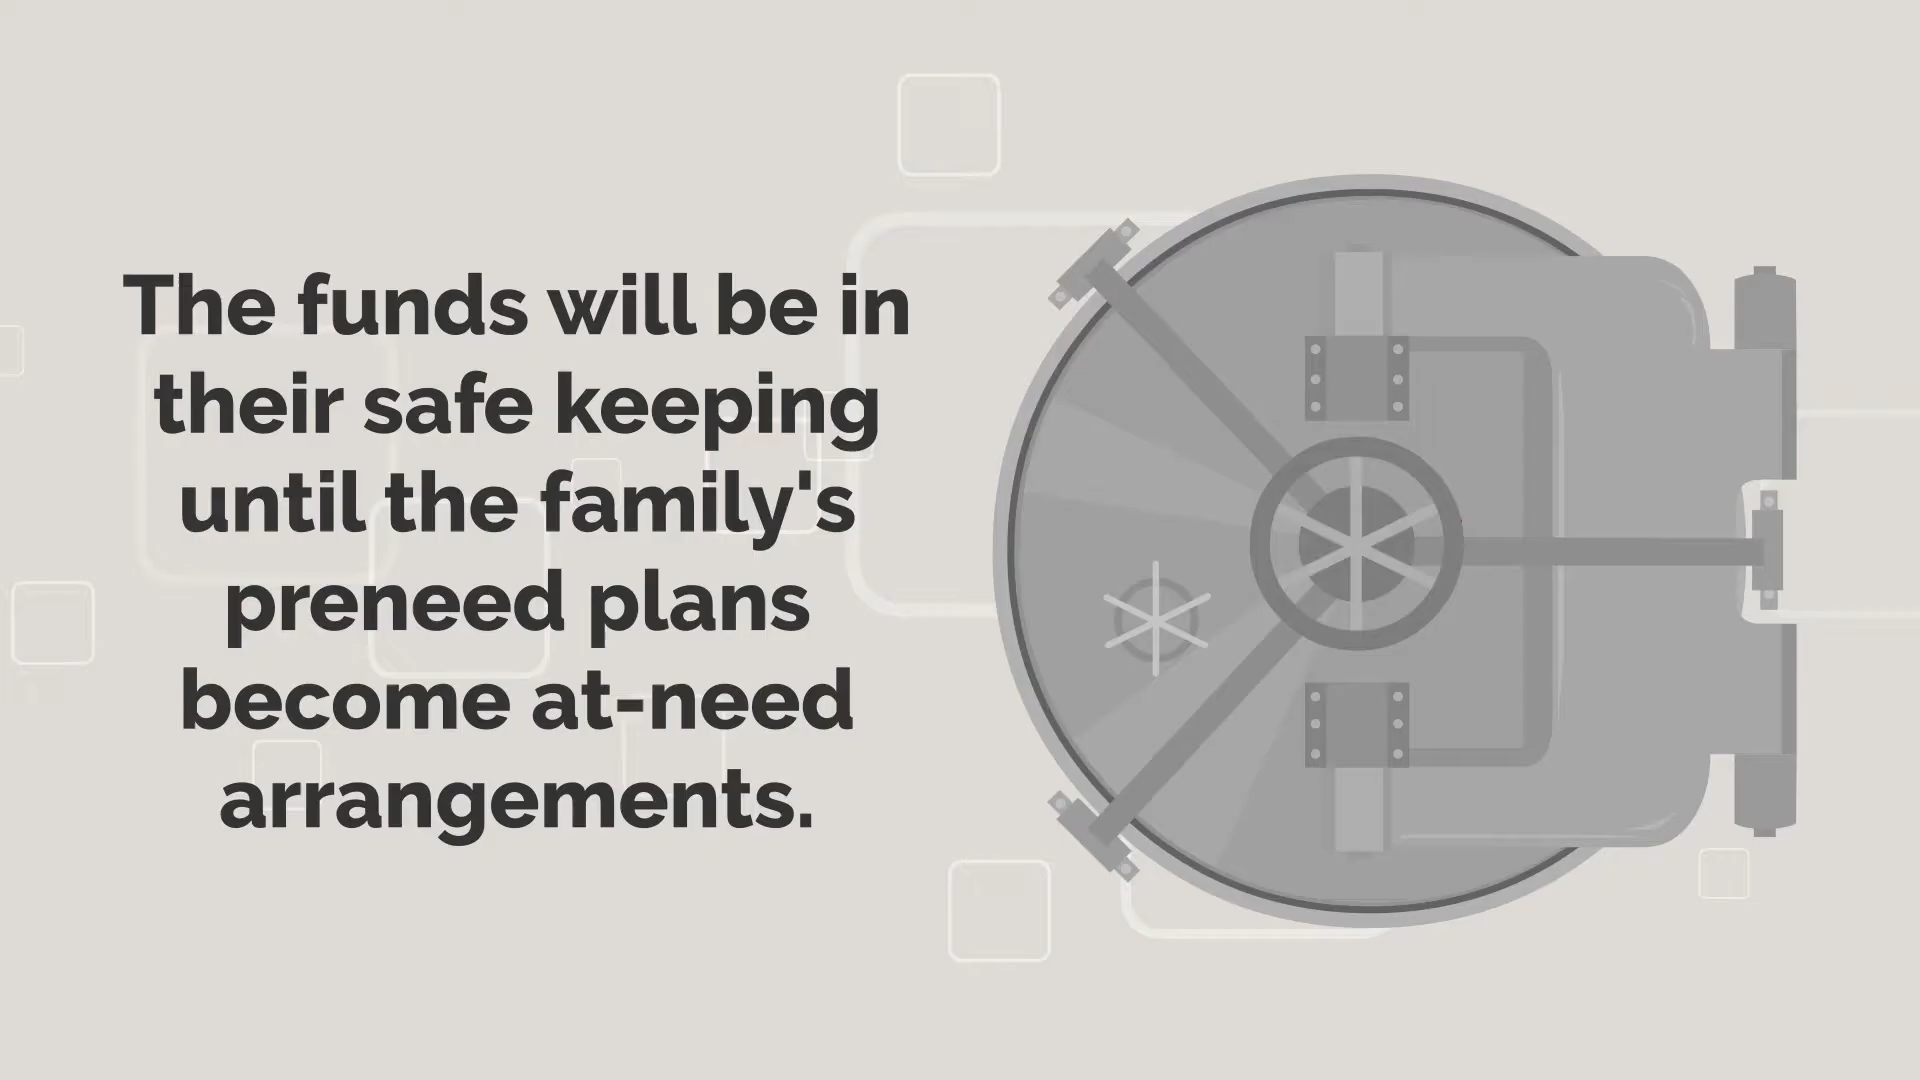 The funds will be in
their safe keeping
until the family's
preneed plans
become at-need
arrangements.